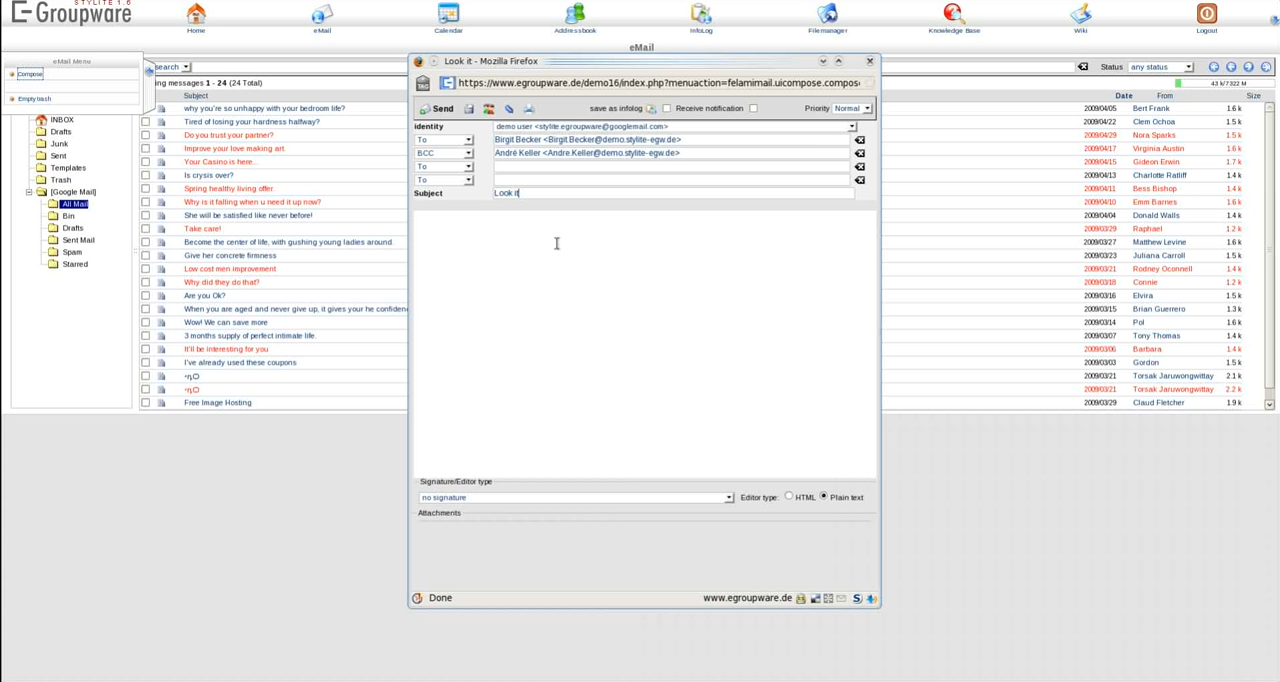 STYLITE 1.6
Groupware
Home
eMail
Calendar
Addressbook
InfoLog
Filemanager
Knowledge Base
Wiki
Logout
eMail
eMail Menu
Compose
Empty trash
INBOX
Drafts
Junk
Sent
Templates
Trash
[Google Mail]
All Mail
Bin
Drafts
Sent Mail
Spam
Starred
search
Status any status
ng messages 1 - 24 (24 Total)
43 k/7322 M
Subject Date From Size
why you're so unhappy with your bedroom life? 2009/04/05 Bert Frank 1.6 k
Tired of losing your hardness halfway? 2009/04/22 Clem Ochoa 1.4 k
Do you trust your partner? 2009/04/29 Nora Sparks 1.5 k
Improve your love making art. 2009/04/17 Virginia Austin 1.6 k
Your Casino is here... 2009/04/15 Gideon Erwin 1.7 k
Is crysis over? 2009/04/13 Charlotte Ratliff 1.4 k
Spring healthy living offer. 2009/04/11 Bess Bishop 1.4 k
Why is it falling when u need it up now? 2009/04/10 Emm Barnes 1.6 k
She will be satisfied like never before! 2009/04/04 Donald Walls 1.4 k
Take care! 2009/03/29 Raphael 1.2 k
Become the center of life, with gushing young ladies around. 2009/03/27 Matthew Levine 1.6 k
Give her concrete firmness 2009/03/23 Juliana Carroll 1.5 k
Low cost men improvement 2009/03/21 Rodney Oconnell 1.4 k
Why did they do that? 2009/03/18 Connie 1.2 k
Are you Ok? 2009/03/16 Elvira 1.5 k
When you are aged and never give up, it gives your he confiden 2009/03/15 Brian Guerrero 1.3 k
Wow! We can save more 2009/03/14 Pol 1.6 k
3 months supply of perfect intimate life. 2009/03/07 Tony Thomas 1.4 k
It'll be interesting for you 2009/03/06 Barbara 1.4 k
I've already used these coupons 2009/03/03 Gordon 1.5 k
2009/03/21 Torsak Jaruwongwittay 2.1 k
2009/03/21 Torsak Jaruwongwittay 2.2 k
Free Image Hosting 2009/03/29 Claud Fletcher 1.9 k
Look it - Mozilla Firefox
https://www.egroupware.de/demo16/index.php?menuaction=felamimail.uicompose.compos
Send save as infolog Receive notification Priority Normal
identity demo user <stylite.egroupware@googlemail.com>
To Birgit Becker <Birgit.Becker@demo.stylite-egw.de>
BCC André Keller <Andre.Keller@demo.stylite-egw.de>
To
To
Subject Look it
Signature/Editor type
no signature Editor type: HTML Plain text
Attachments
Done www.egroupware.de